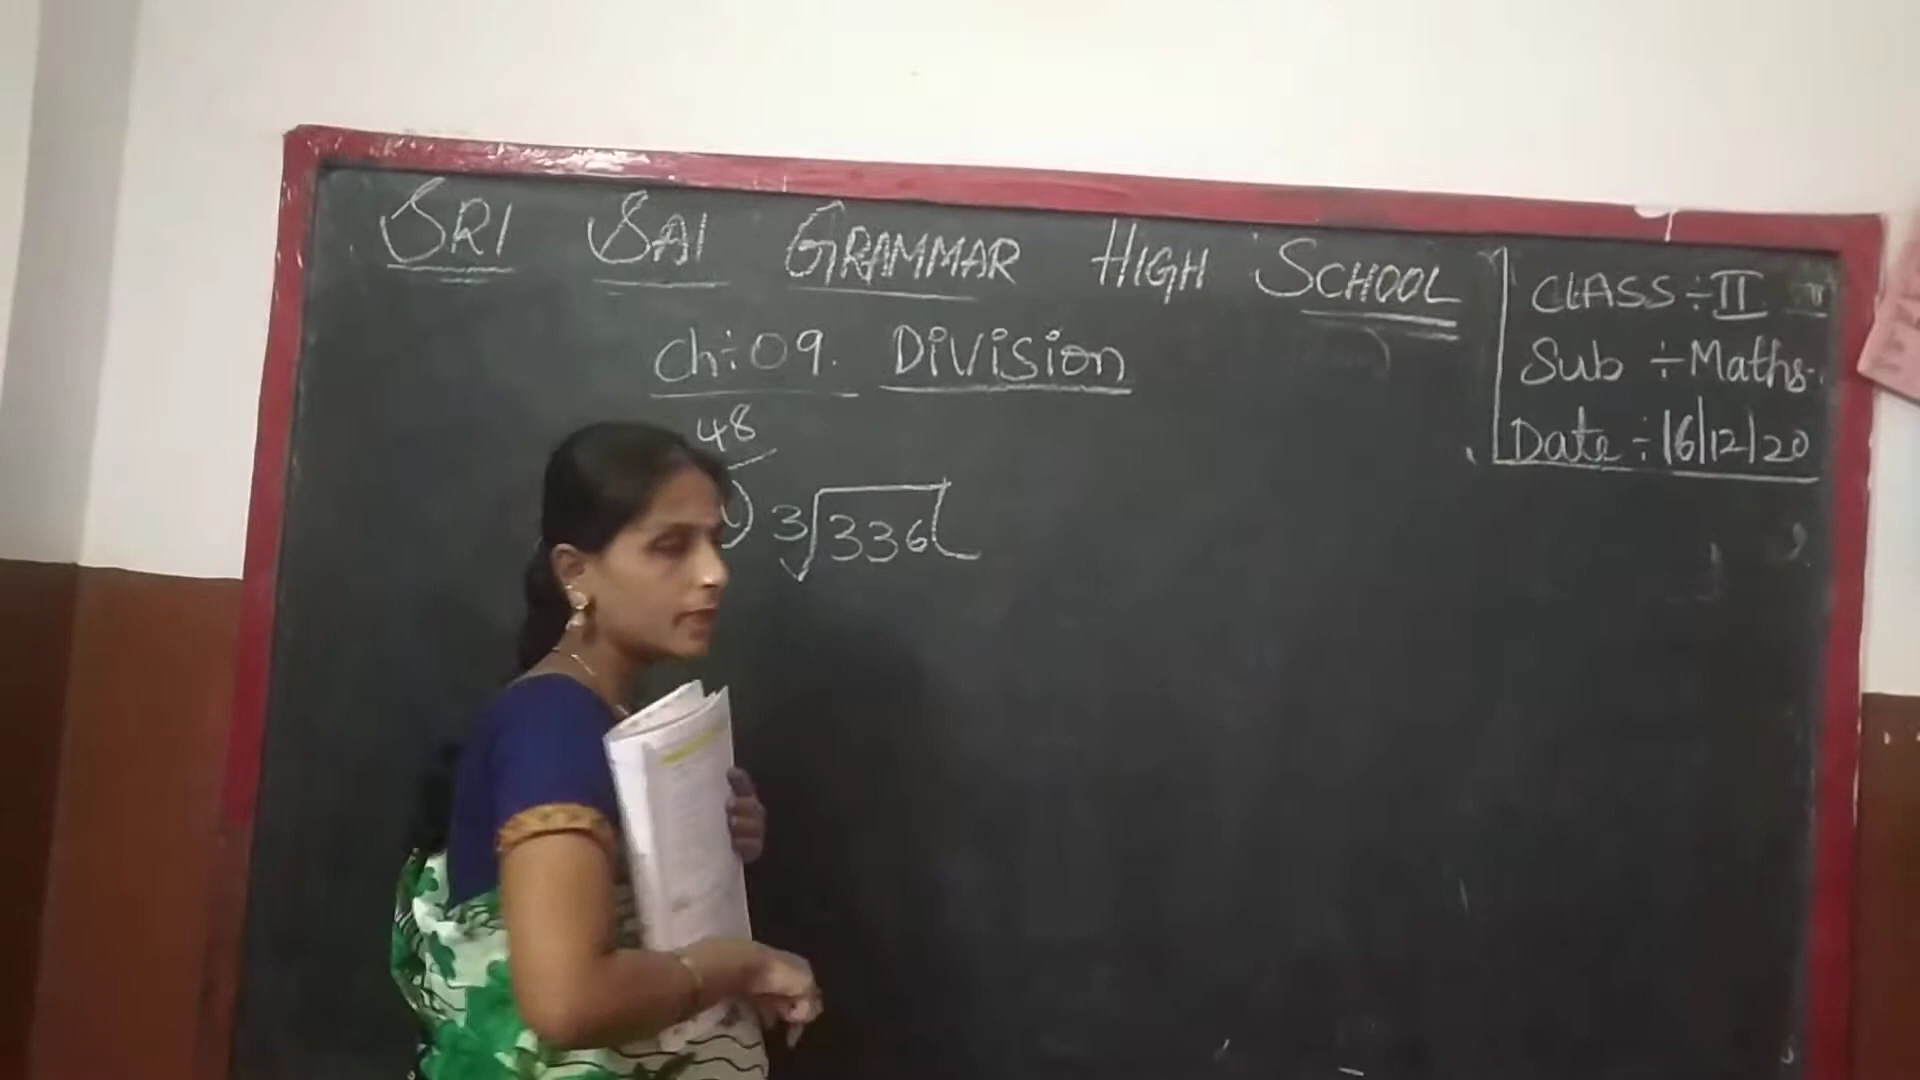 SRI SAI GRAMMAR HIGH SCHOOL
CLASS ÷ II
Sub ÷ Maths.
Date ÷ 16/12/20
Ch ÷ 09. Division
48
) 3√336